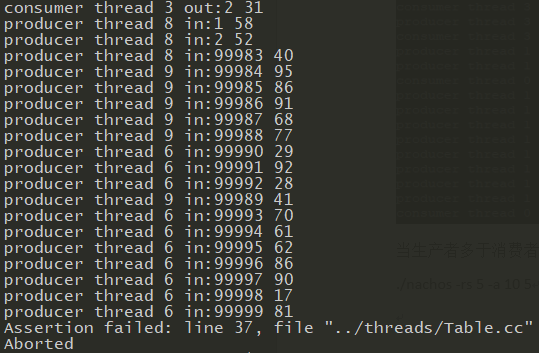 consumer thread 3 out:2 31
producer thread 8 in:1 58
producer thread 8 in:2 52
producer thread 8 in:99983 40
producer thread 9 in:99984 95
producer thread 9 in:99985 86
producer thread 9 in:99986 91
producer thread 9 in:99987 68
producer thread 9 in:99988 77
producer thread 6 in:99990 29
producer thread 6 in:99991 92
producer thread 6 in:99992 28
producer thread 9 in:99989 41
producer thread 6 in:99993 70
producer thread 6 in:99994 61
producer thread 6 in:99995 62
producer thread 6 in:99996 86
producer thread 6 in:99997 90
producer thread 6 in:99998 17
producer thread 6 in:99999 81
Assertion failed: line 37, file "../threads/Table.cc"
Aborted
当生产者多于消费者